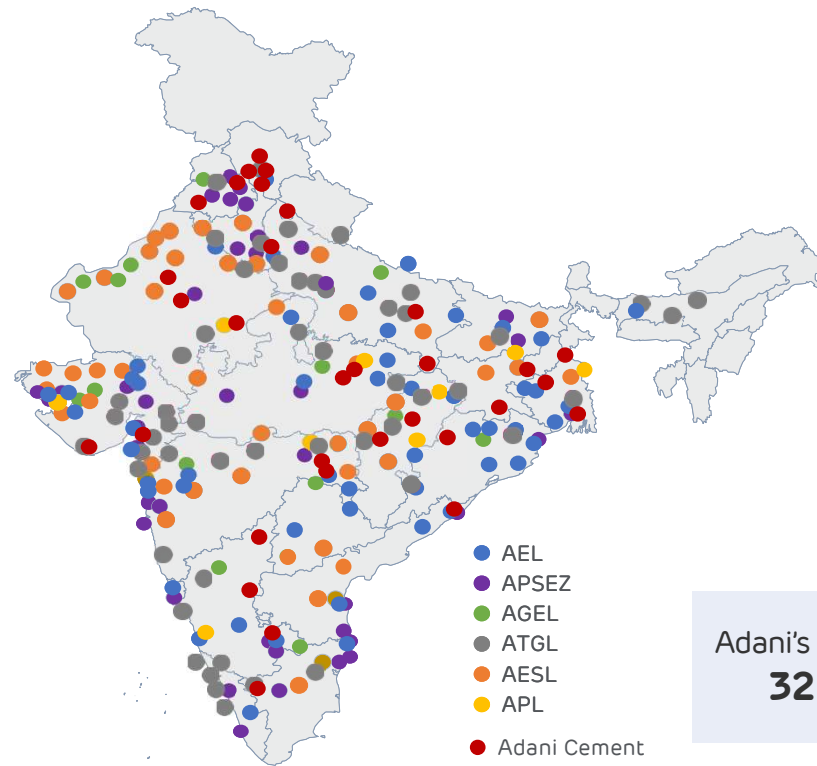 AEL
APSEZ
AGEL
ATGL
AESL
APL
Adani Cement
Adani's
32